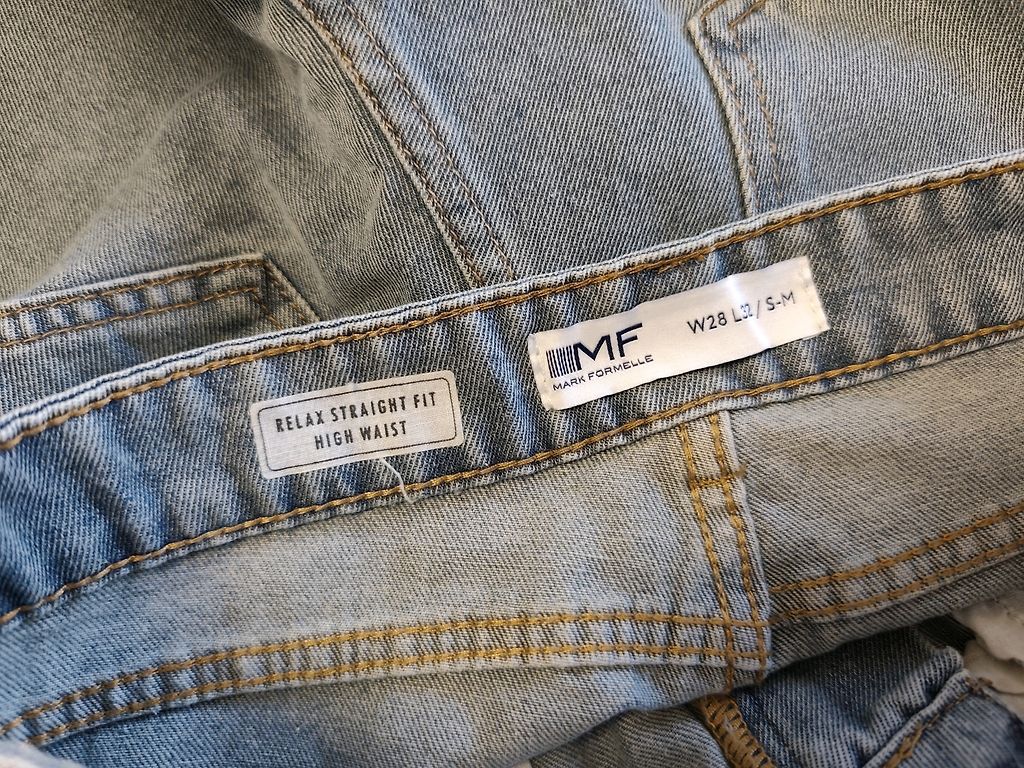 RELAX STRAIGHT FIT
HIGH WAIST
MF
MARK FORMELLE
W28 L32 / S-M